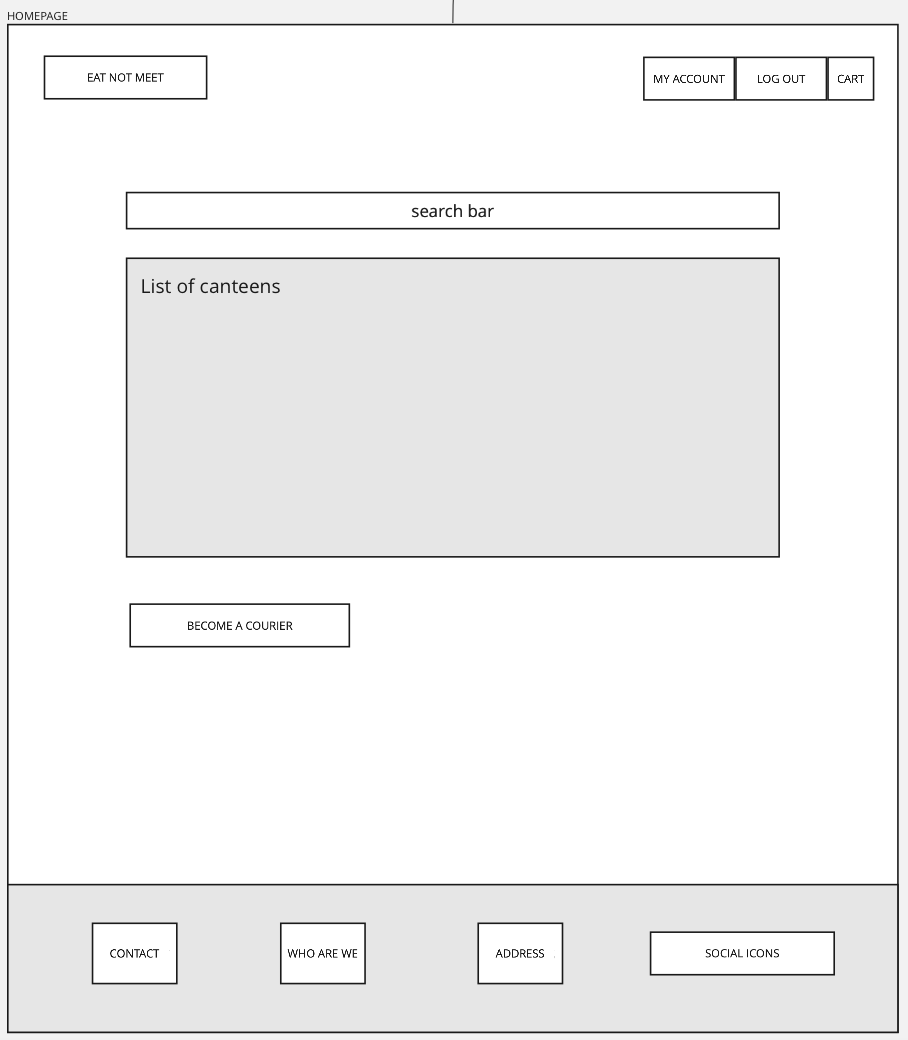 HOMEPAGE
EAT NOT MEET
MY ACCOUNT
LOG OUT
CART
search bar
List of canteens
BECOME A COURIER
CONTACT
WHO ARE WE
ADDRESS
SOCIAL ICONS